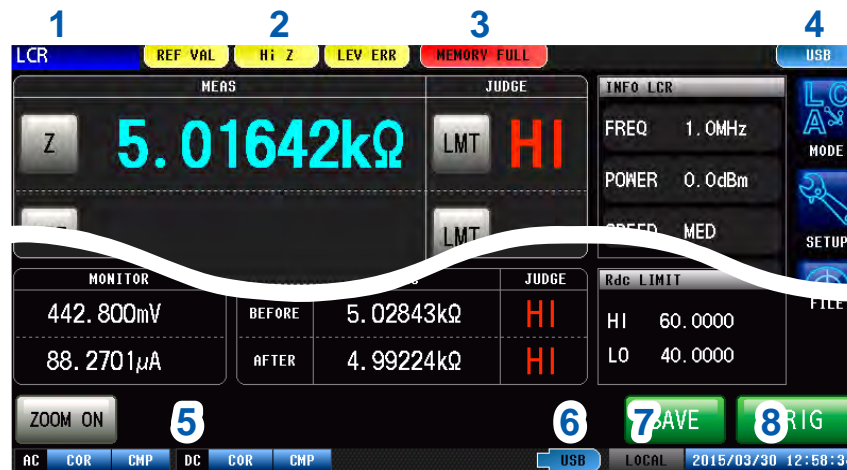 1 2 3 4
LCR REF VAL Hi Z LEV ERR MEMORY FULL USB
MEAS JUDGE INFO LCR
Z 5.01642kΩ LMT HI FREQ 1.0MHz
MODE
POWER 0.0dBm
LMT SPEED MED
SETUP
MONITOR JUDGE Rdc LIMIT
FILE
442.800mV BEFORE 5.02843kΩ HI HI 60.0000
88.2701μA AFTER 4.99224kΩ HI LO 40.0000
ZOOM ON 5 6 7 SAVE 8 TRIG
AC COR CMP DC COR CMP USB LOCAL 2015/03/30